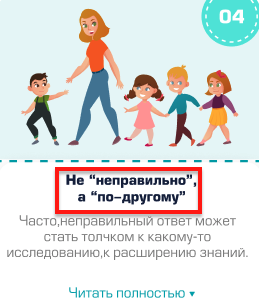 04
Не “неправильно”,
а “по-другому”
Часто,неправильный ответ может
стать толчком к какому-то
исследованию,к расширению знаний.
Читать полностью ▾